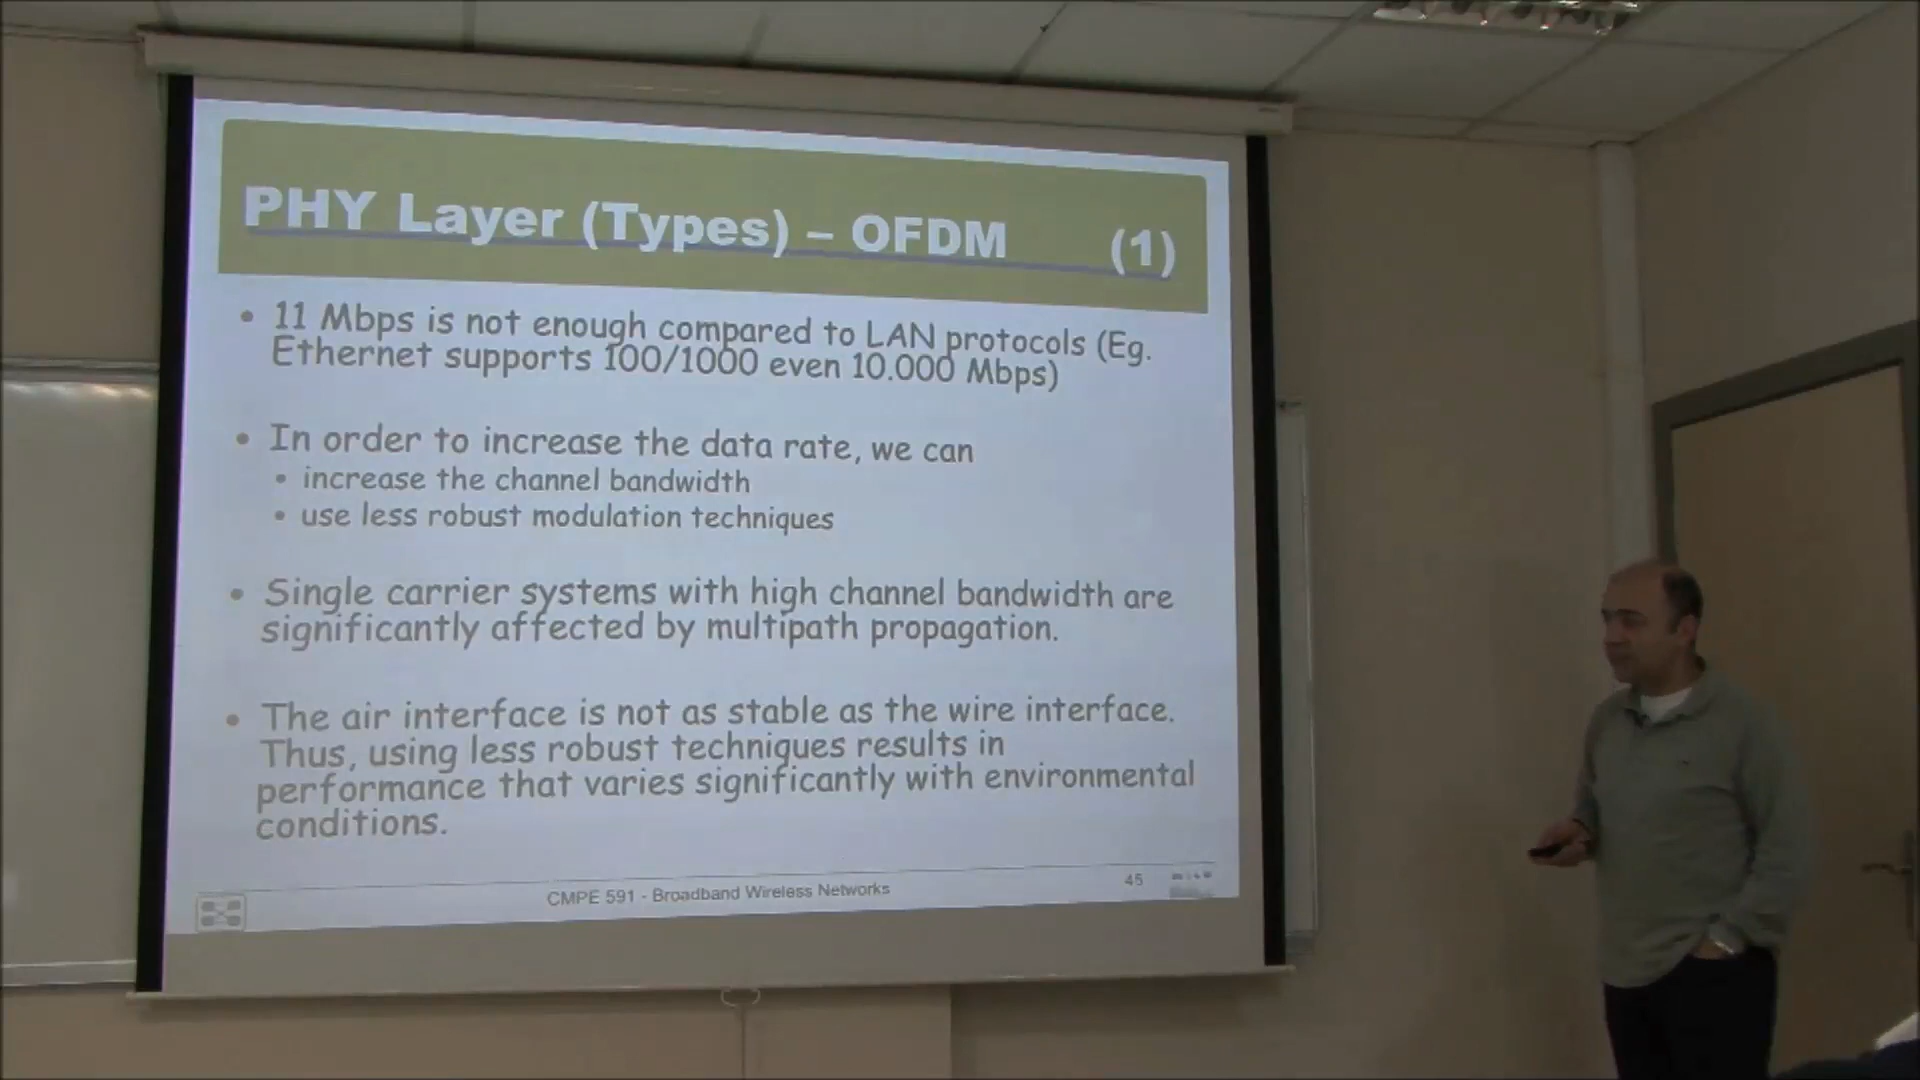 PHY Layer (Types) – OFDM (1)
• 11 Mbps is not enough compared to LAN protocols (Eg.
Ethernet supports 100/1000 even 10.000 Mbps)
• In order to increase the data rate, we can
• increase the channel bandwidth
• use less robust modulation techniques
• Single carrier systems with high channel bandwidth are
significantly affected by multipath propagation.
• The air interface is not as stable as the wire interface.
Thus, using less robust techniques results in
performance that varies significantly with environmental
conditions.
CMPE 591 - Broadband Wireless Networks
45